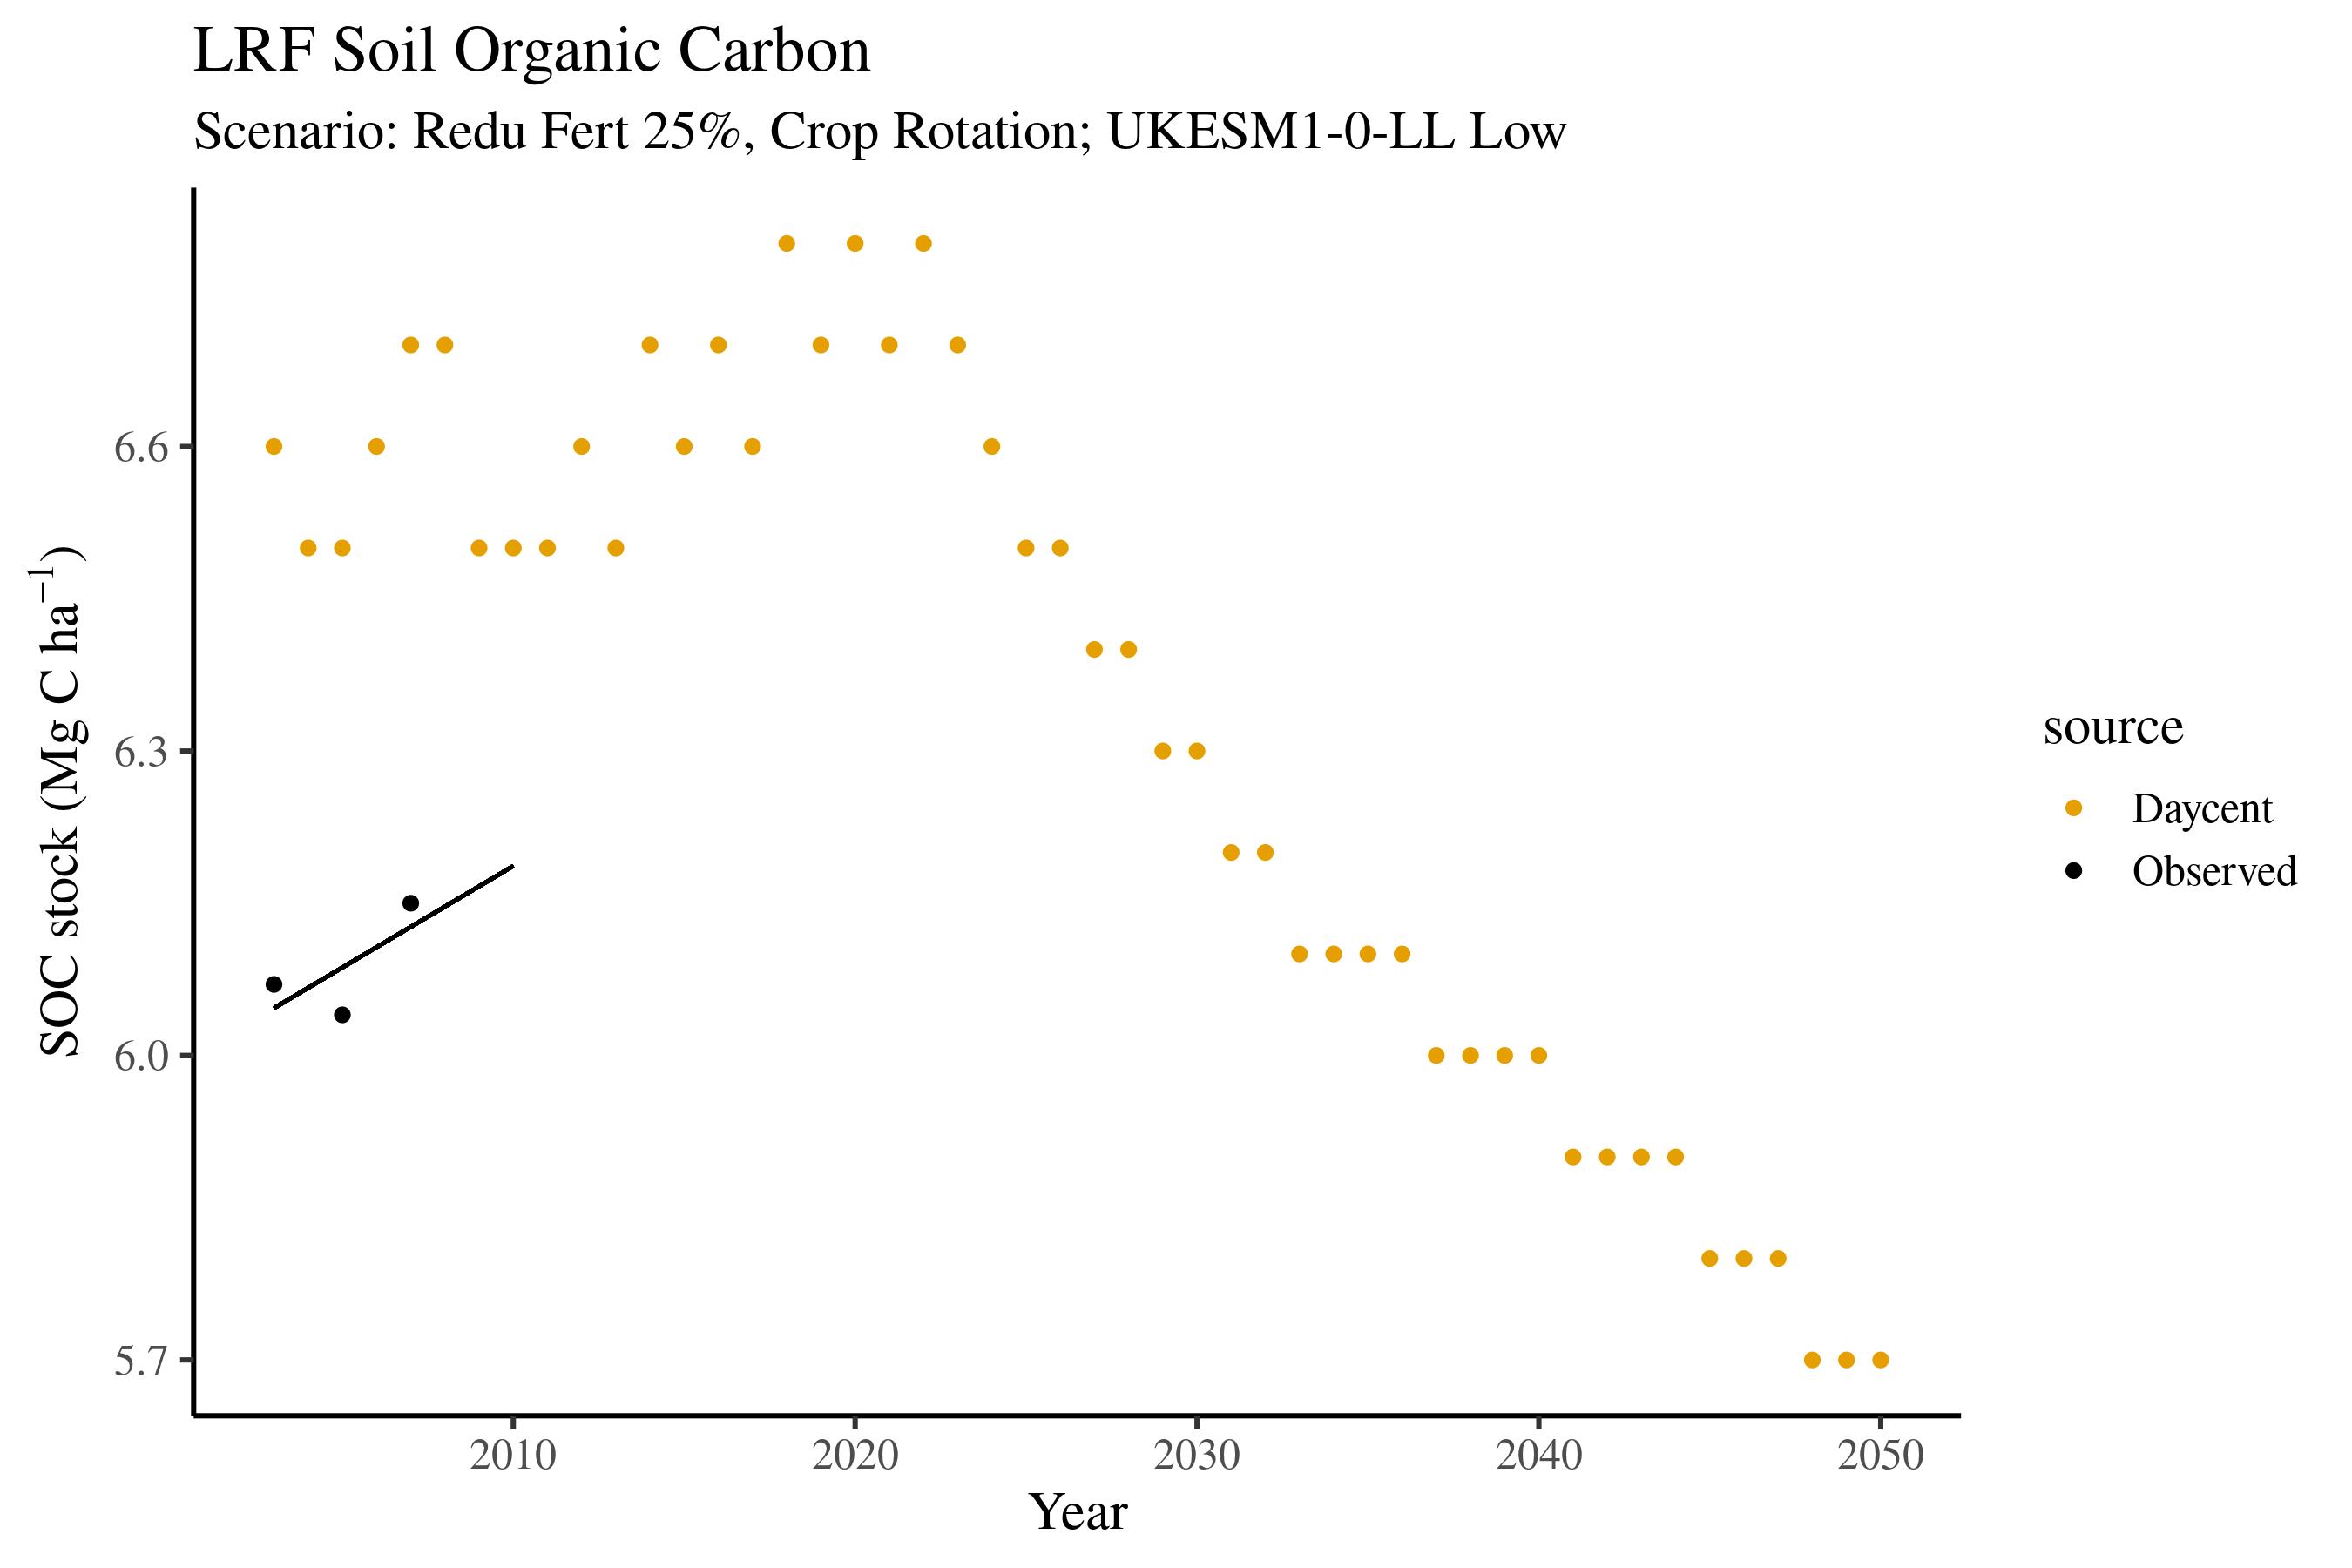 LRF Soil Organic Carbon
Scenario: Redu Fert 25%, Crop Rotation; UKESM1-0-LL Low
SOC stock (Mg C ha⁻¹)
6.6
6.3
6.0
5.7
2010
2020
2030
2040
2050
Year
source
Daycent
Observed